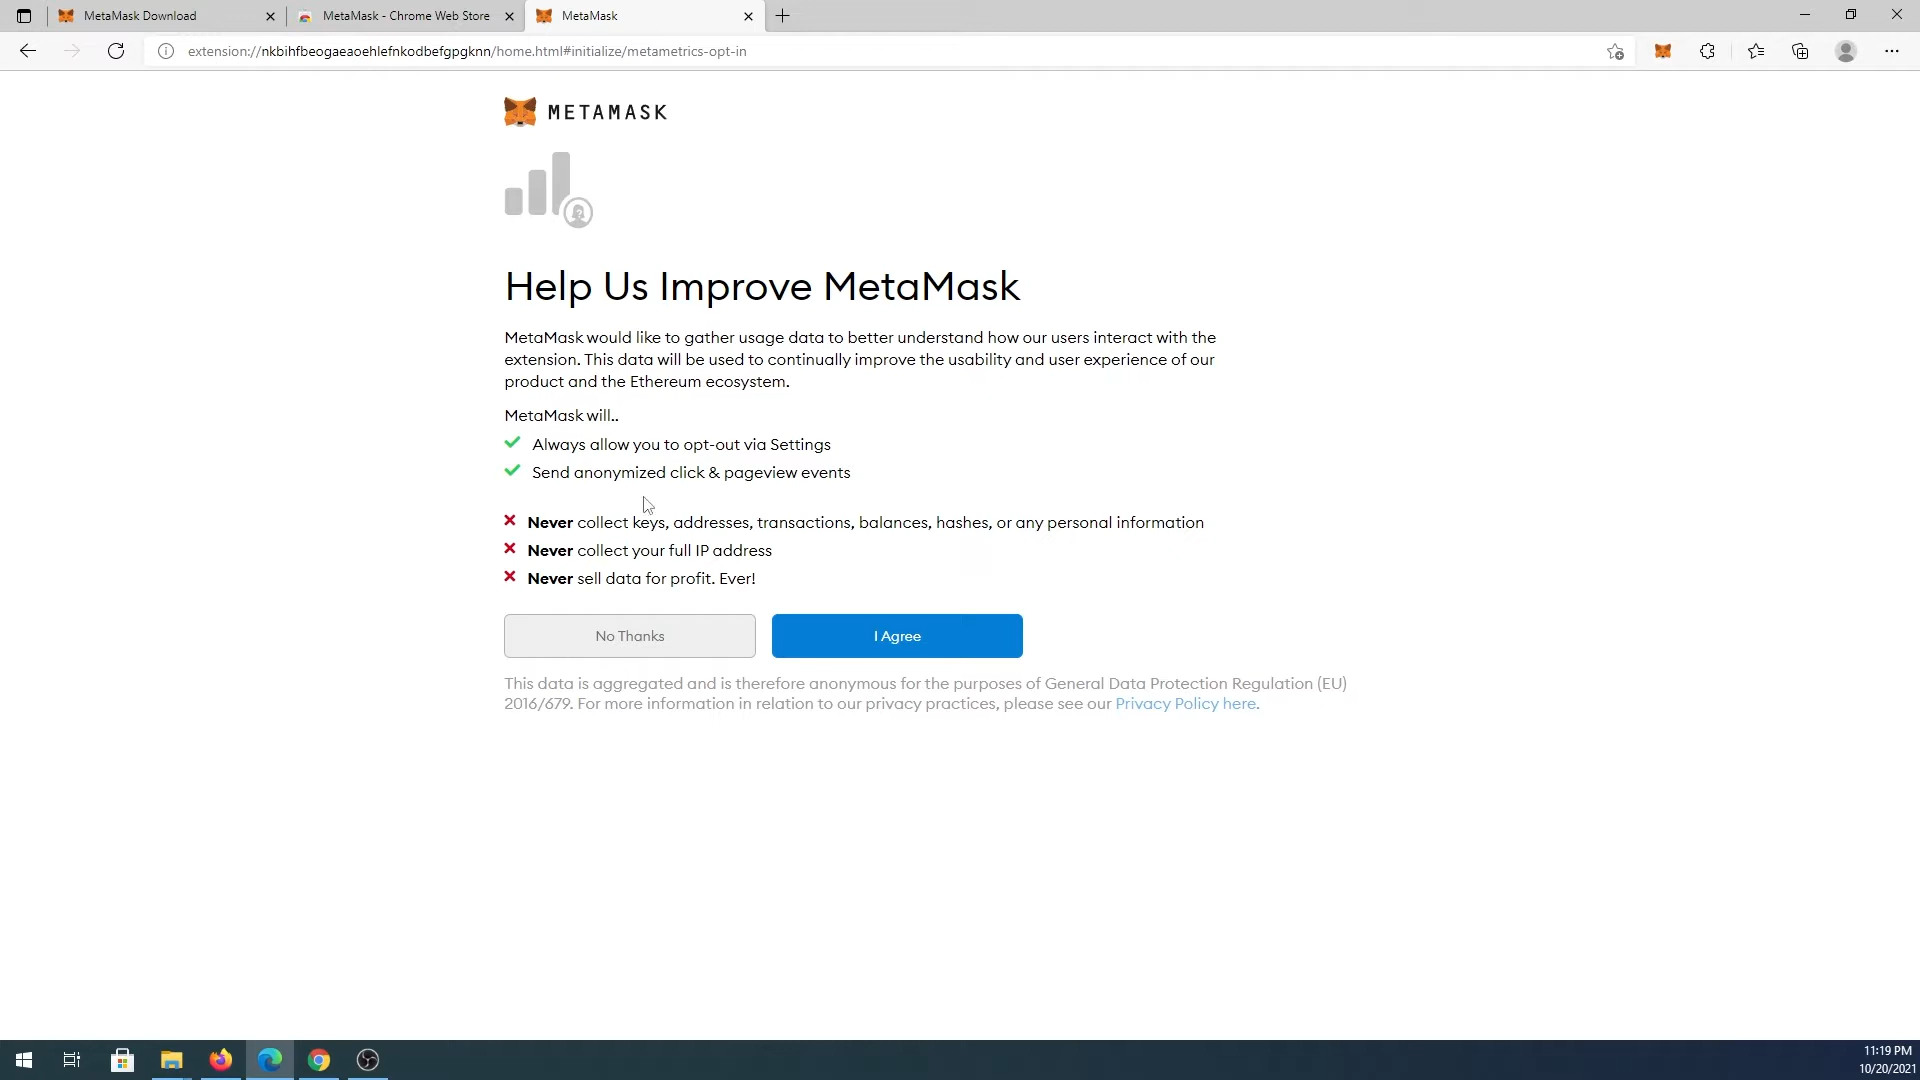 MetaMask Download
MetaMask - Chrome Web Store
MetaMask
extension://nkbihfbeogaeaoehlefnkodbefgpgknn/home.html#initialize/metametrics-opt-in
METAMASK
Help Us Improve MetaMask
MetaMask would like to gather usage data to better understand how our users interact with the
extension. This data will be used to continually improve the usability and user experience of our
product and the Ethereum ecosystem.
MetaMask will..
Always allow you to opt-out via Settings
Send anonymized click & pageview events
Never collect keys, addresses, transactions, balances, hashes, or any personal information
Never collect your full IP address
Never sell data for profit. Ever!
No Thanks
I Agree
This data is aggregated and is therefore anonymous for the purposes of General Data Protection Regulation (EU)
2016/679. For more information in relation to our privacy practices, please see our Privacy Policy here.
11:19 PM
10/20/2021